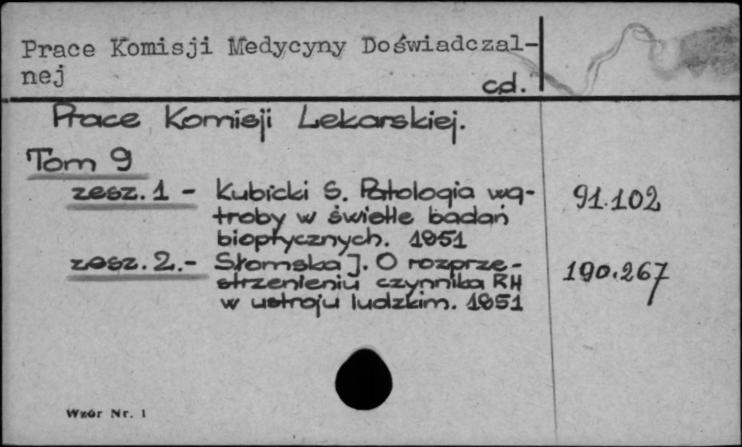 Prace Komisji Medycyny Doświadczal-
nej
cd.
Prace Komisji Lekarskiej.
Tom 9
zesz. 1 - Kubicki S. Patologia wą-
troby w świetle badań
bioptycznych. 1951
91.102
zesz. 2.- Słomska J. O rozprze-
strzenieniu czynnika RH
w ustroju ludzkim. 1951
190.267
Wzór Nr. 1